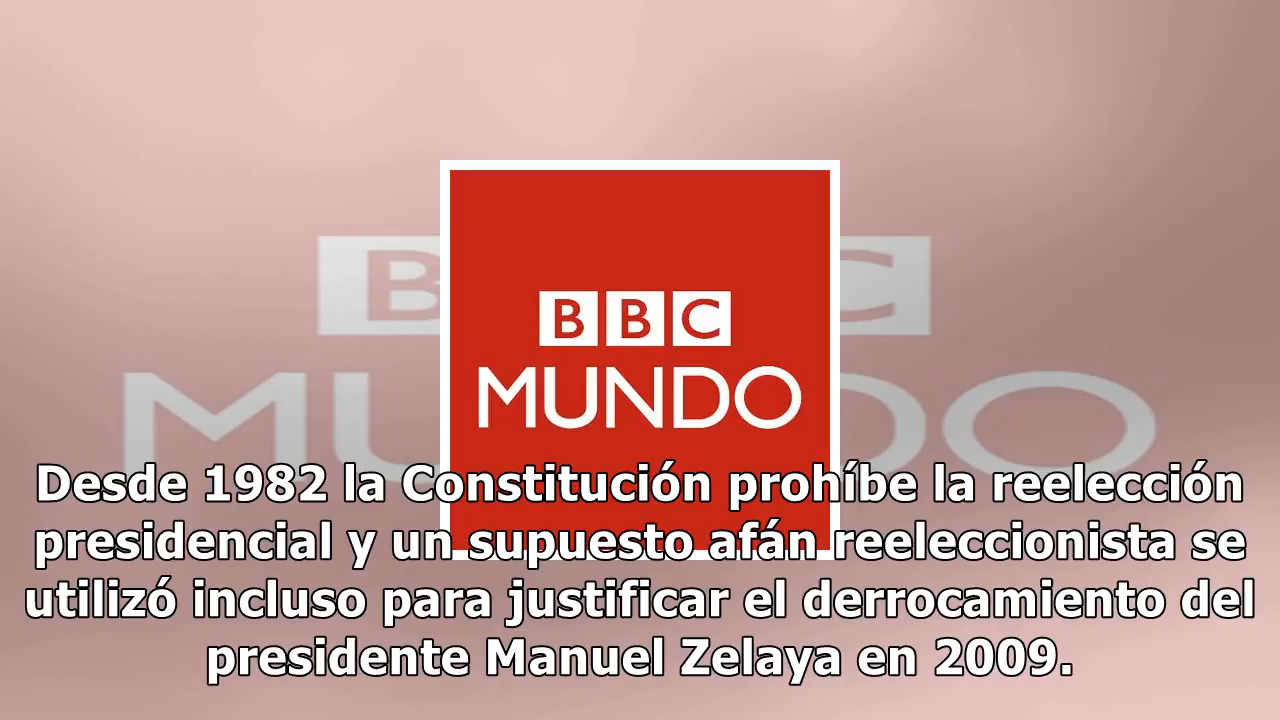 BBC
MUNDO
Desde 1982 la Constitución prohíbe la reelección
presidencial y un supuesto afán reeleccionista se
utilizó incluso para justificar el derrocamiento del
presidente Manuel Zelaya en 2009.